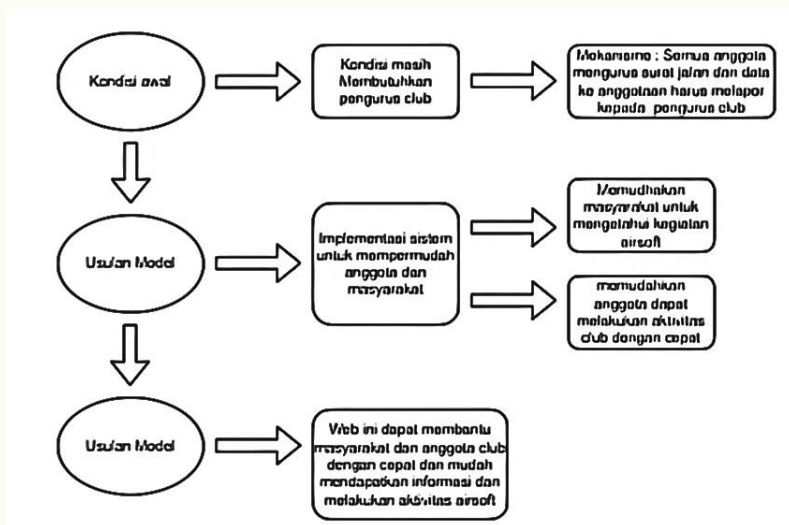 Kondisi awal
Kondisi masih
Membutuhkan
pengurus club
Mekanisme : Semua anggota
mengurus surat jalan dan data
ke anggotaan harus melapor
kepada pengurus club
Usulan Model
Implementasi sistem
untuk mempermudah
anggota dan
masyarakat
Memudhakan
masyarakat untuk
mengetahui kegiatan
airsoft
memudahkan
anggota dapat
melakukan aktivitas
club dengan cepat
Usulan Model
Web ini dapat membantu
masyarakat dan anggota club
dengan cepat dan mudah
mendapatkan informasi dan
melakukan aktivitas airsoft